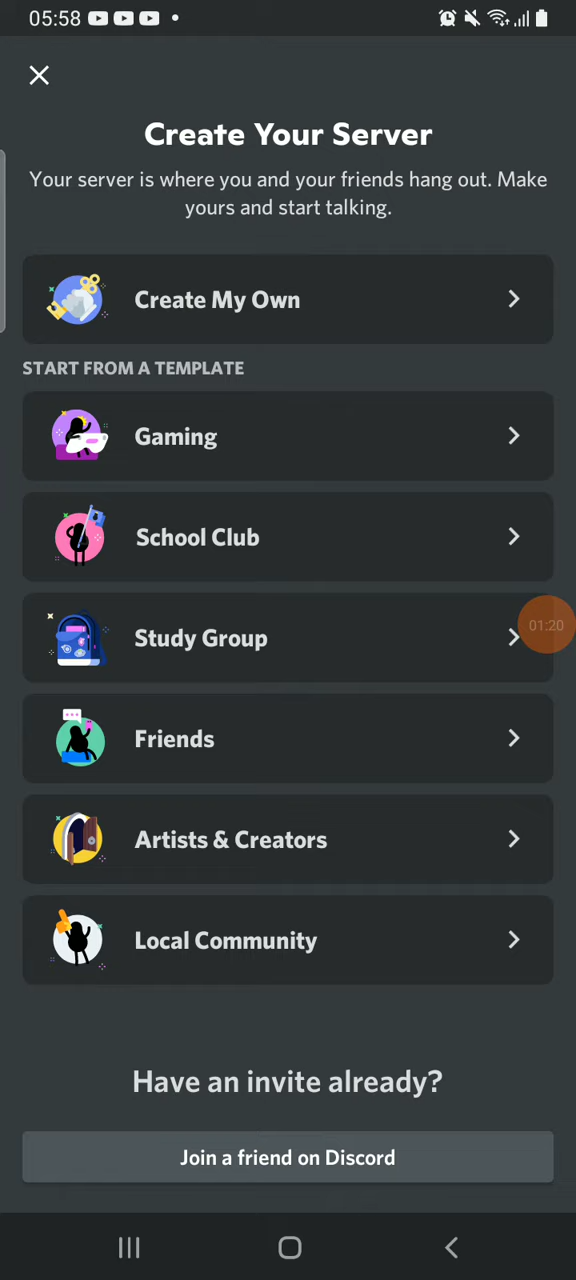 05:58
Create Your Server
Your server is where you and your friends hang out. Make
yours and start talking.
Create My Own
START FROM A TEMPLATE
Gaming
School Club
Study Group
01:20
Friends
Artists & Creators
Local Community
Have an invite already?
Join a friend on Discord